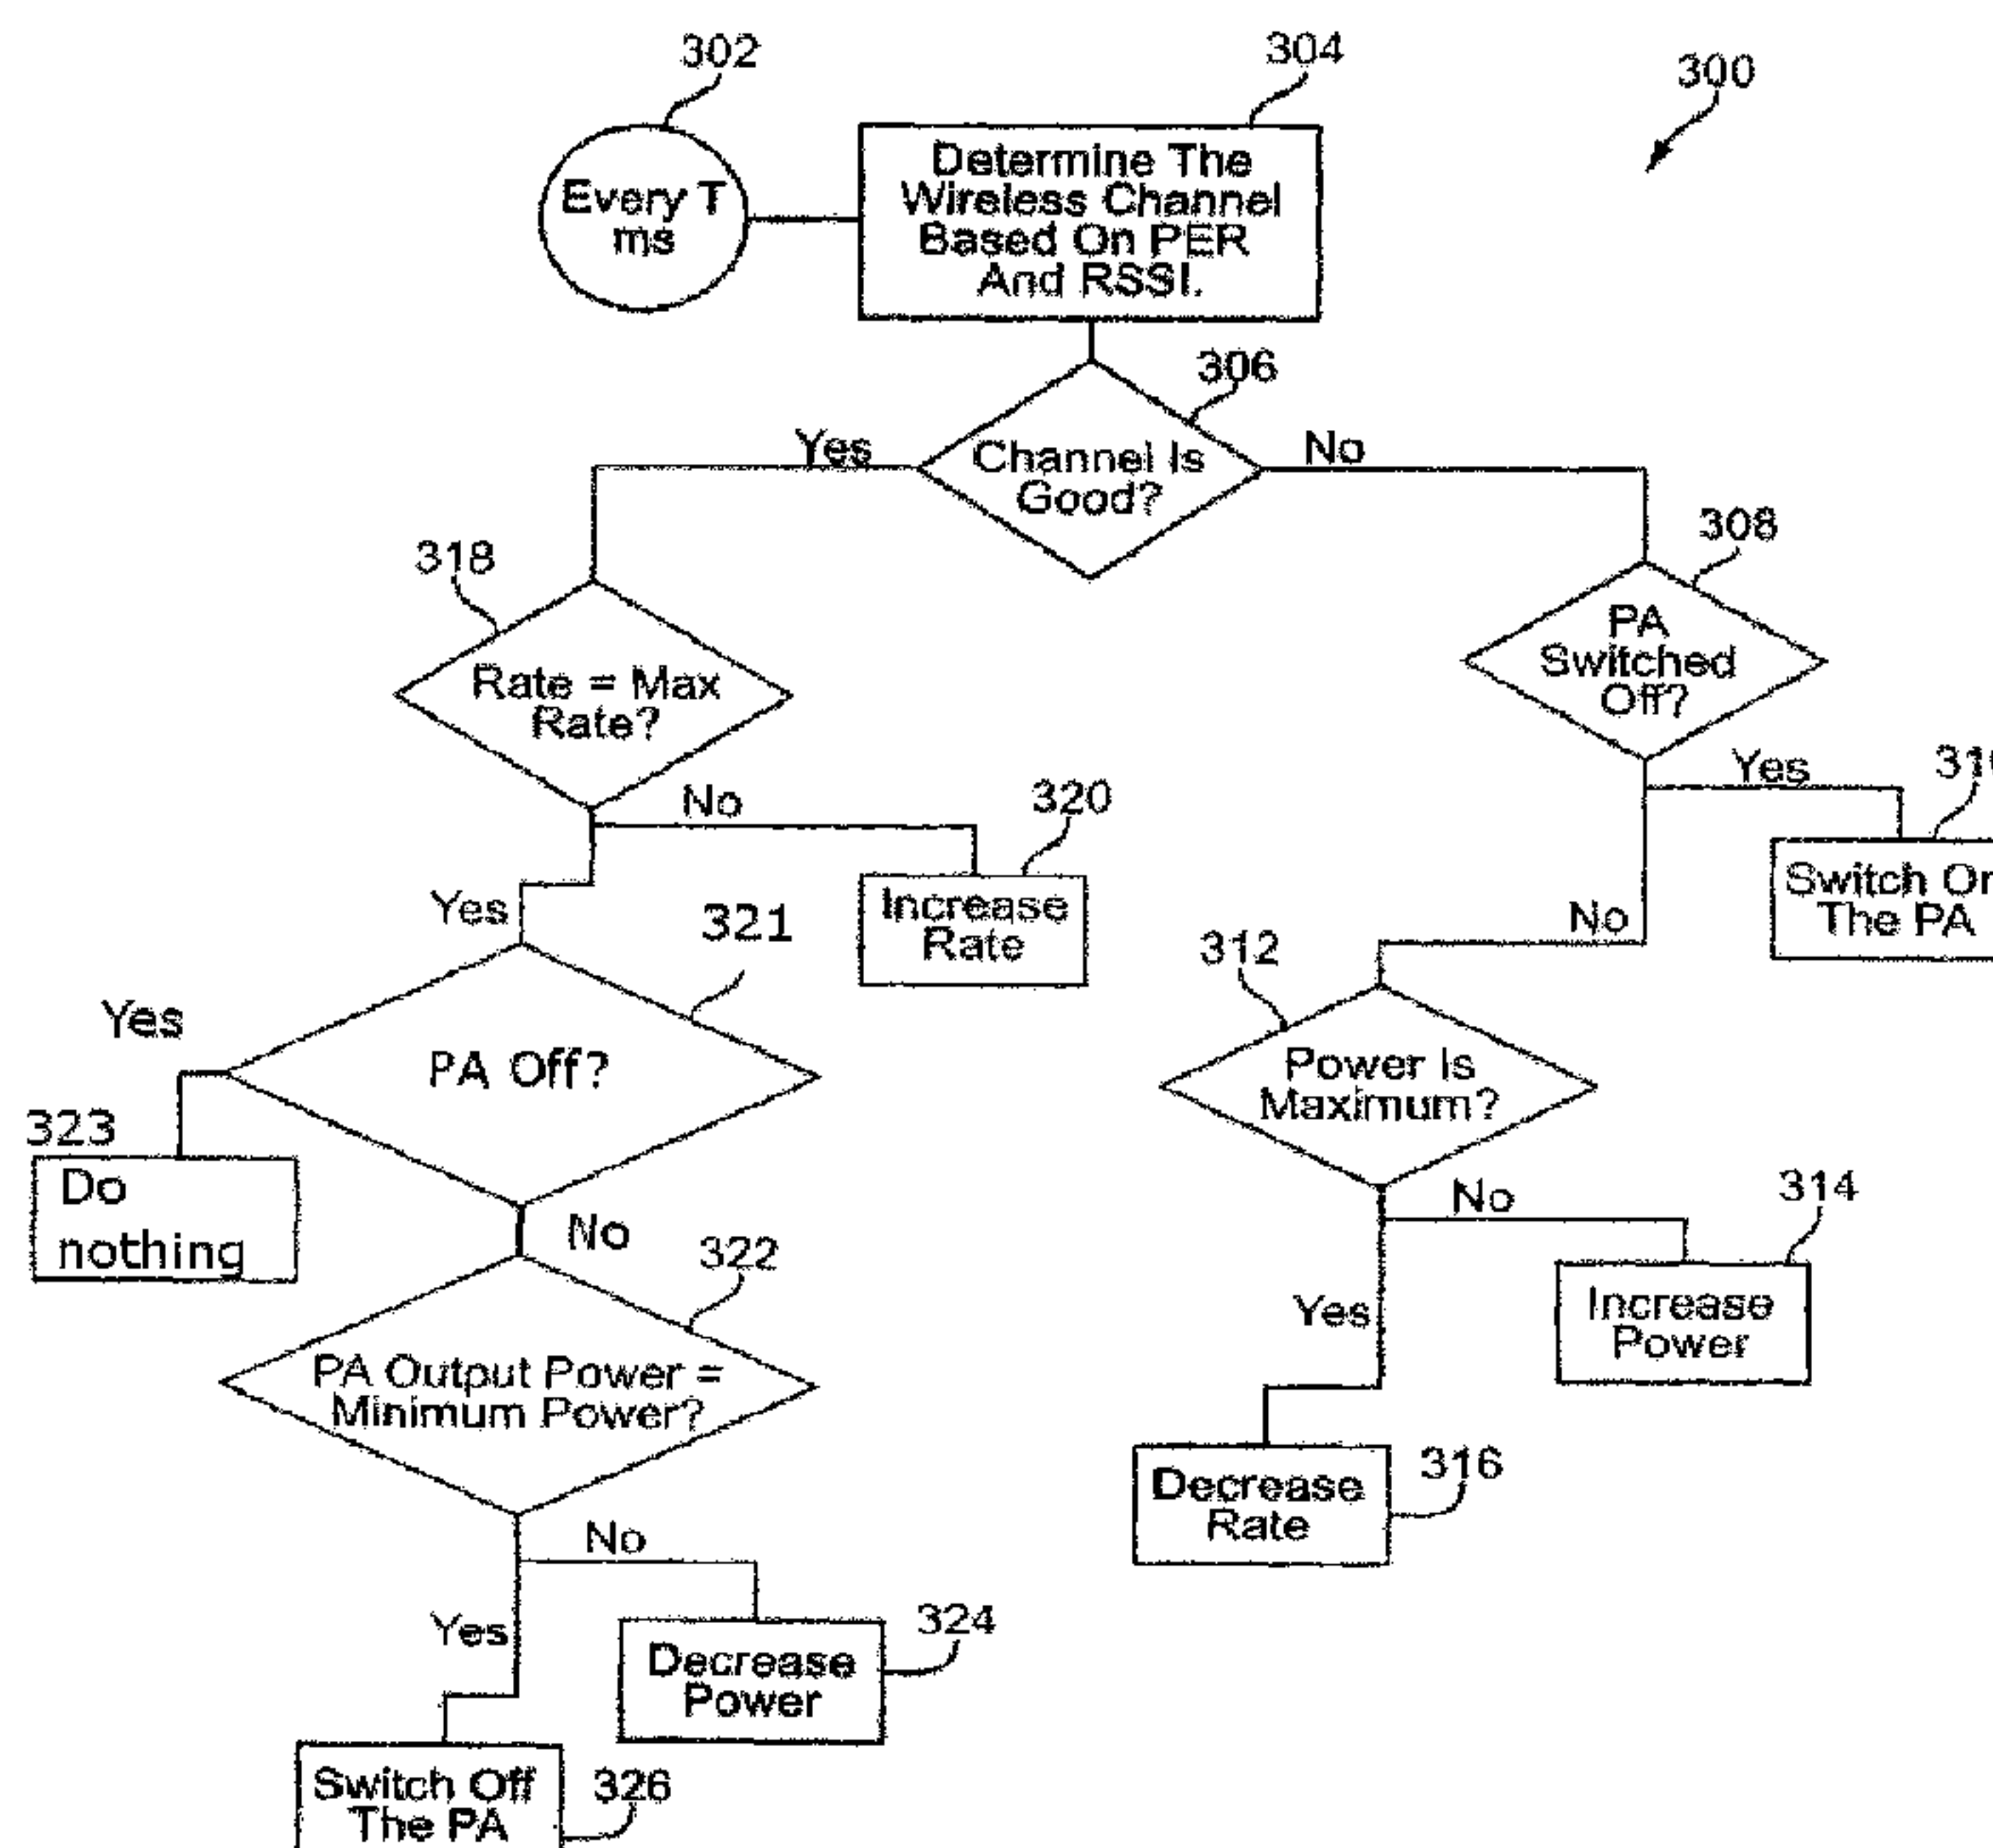 302
304
300
Every T
ms
Determine The
Wireless Channel
Based On PER
And RSSI.
306
Yes
Channel Is
Good?
No
318
308
Rate = Max
Rate?
PA
Switched
Off?
No
320
Yes
Increase
Rate
Switch
The PA
Yes
321
No
312
Yes
PA Off?
Power Is
Maximum?
323
Do
nothing
No
322
No
314
Yes
Increase
Power
PA Output Power =
Minimum Power?
Decrease
Rate
316
No
Yes
Decrease
Power
324
Switch Off
The PA
326